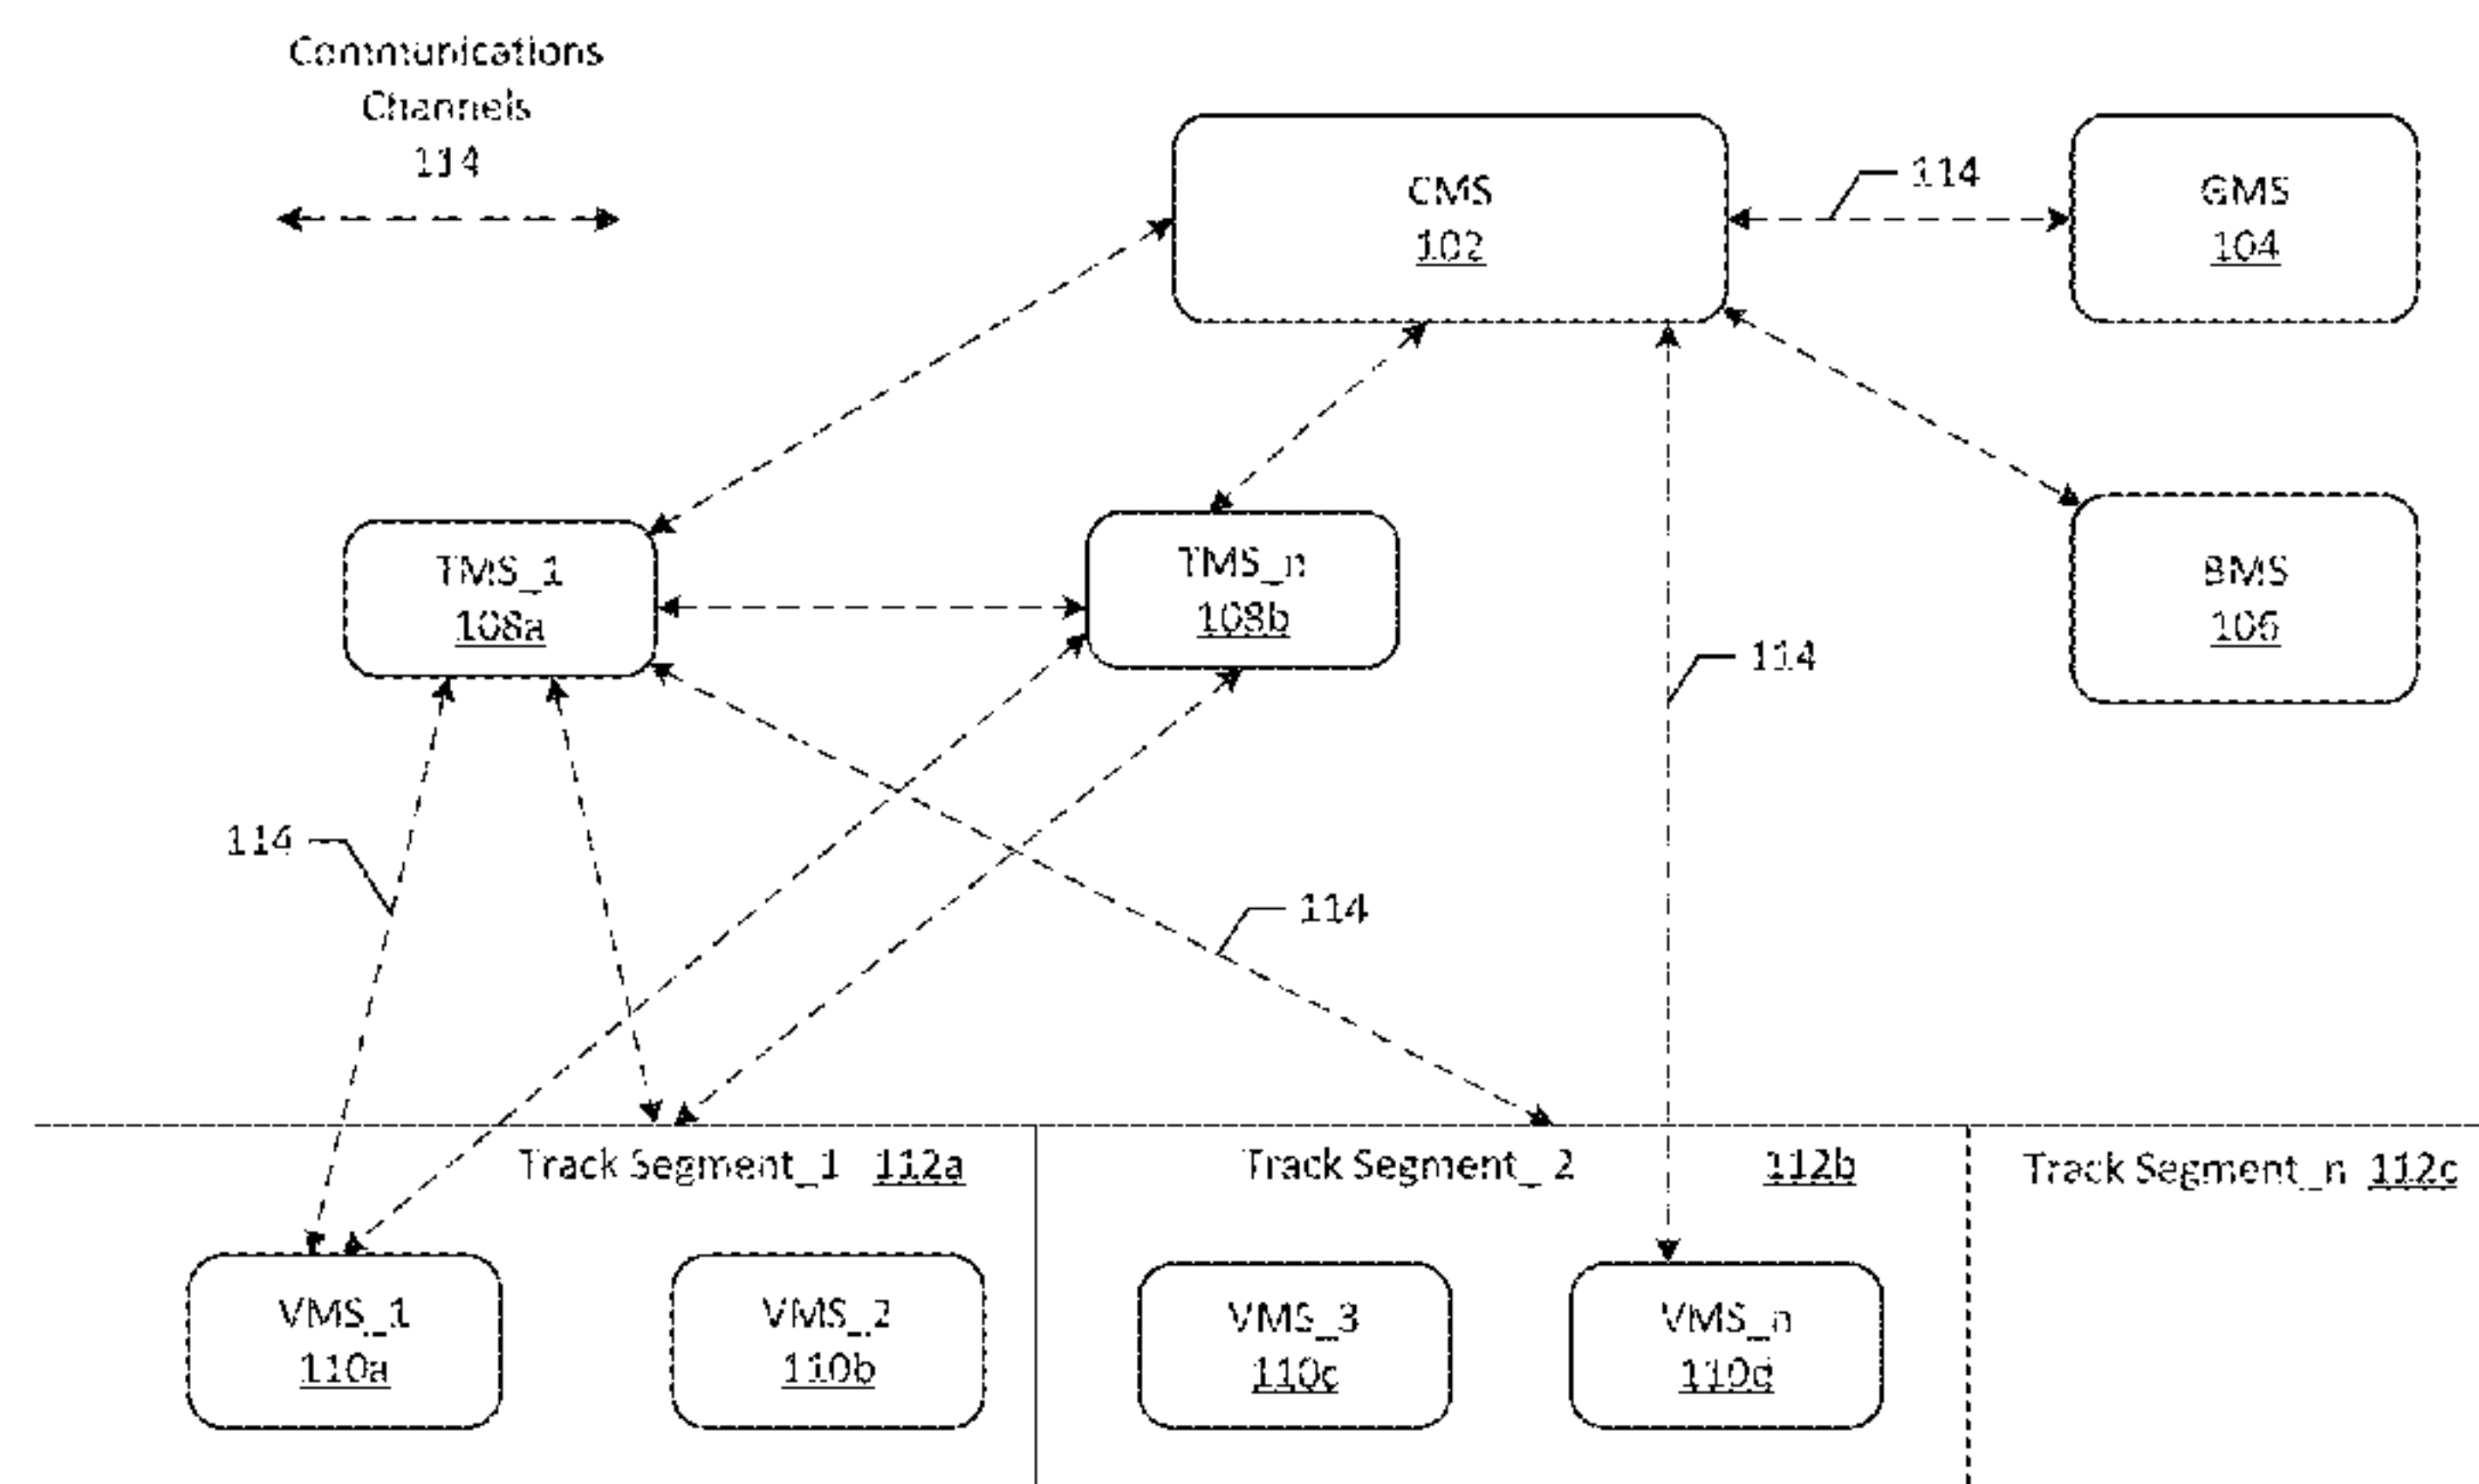 Communications
Channels
114
CMS
102
114
GMS
104
TMS_1
108a
TMS_n
108b
BMS
106
114
114
114
Track Segment_1 112a
Track Segment_ 2 112b
Track Segment_n 112c
VMS_1
110a
VMS_2
110b
VMS_3
110c
VMS_n
110d